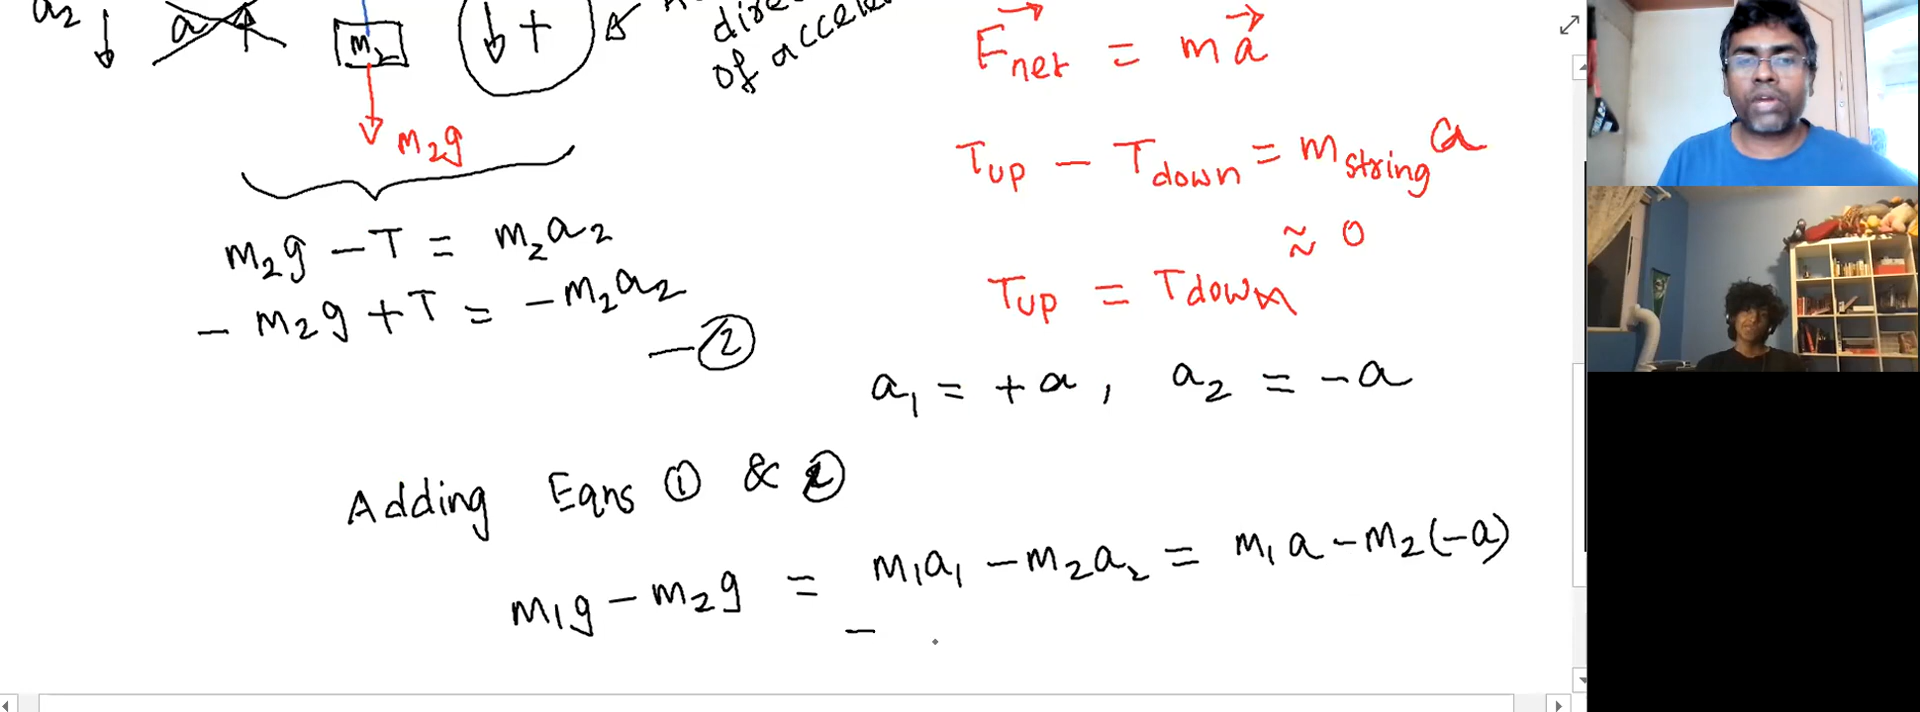 a₂ ↓ a m₂ ↓ +
of
m₂g
m₂g − T = m₂a₂
− m₂g + T = −m₂a₂
— ②
F⃗net = ma⃗
Tup − Tdown = mstring a
≈ 0
Tup = Tdown
a₁ = +a, a₂ = −a
Adding Eqns ① & ②
m₁g − m₂g = m₁a₁ − m₂a₂ = m₁a − m₂(−a)
−